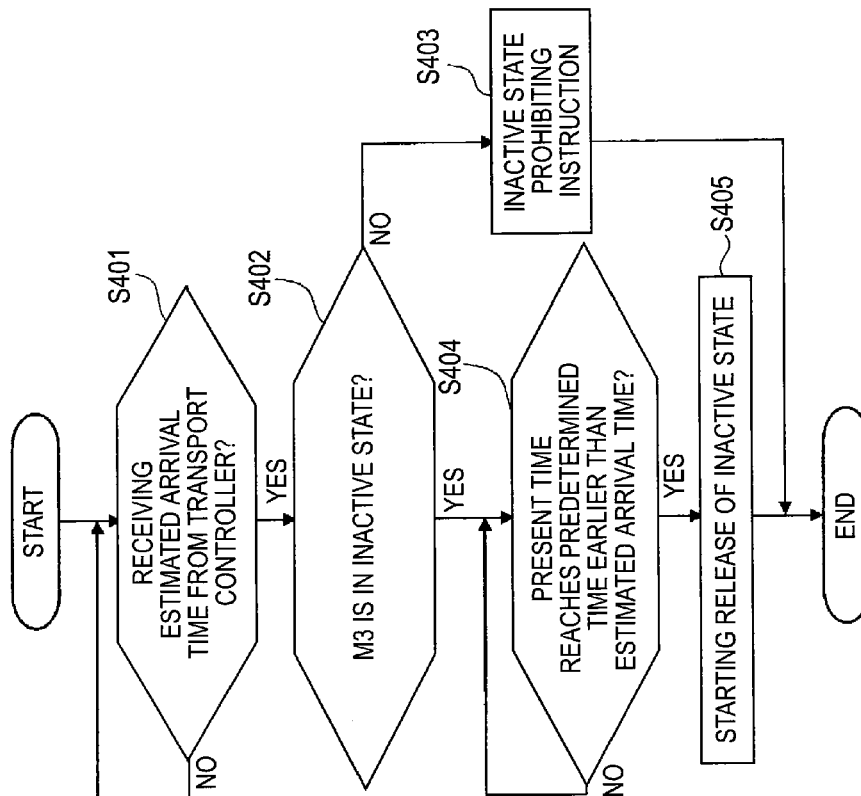 START
S401
RECEIVING
ESTIMATED ARRIVAL
TIME FROM TRANSPORT
CONTROLLER?
NO
YES
S402
M3 IS IN INACTIVE STATE?
NO
YES
S403
INACTIVE STATE
PROHIBITING
INSTRUCTION
S404
PRESENT TIME
REACHES PREDETERMINED
TIME EARLIER THAN
ESTIMATED ARRIVAL TIME?
NO
YES
S405
STARTING RELEASE OF INACTIVE STATE
END